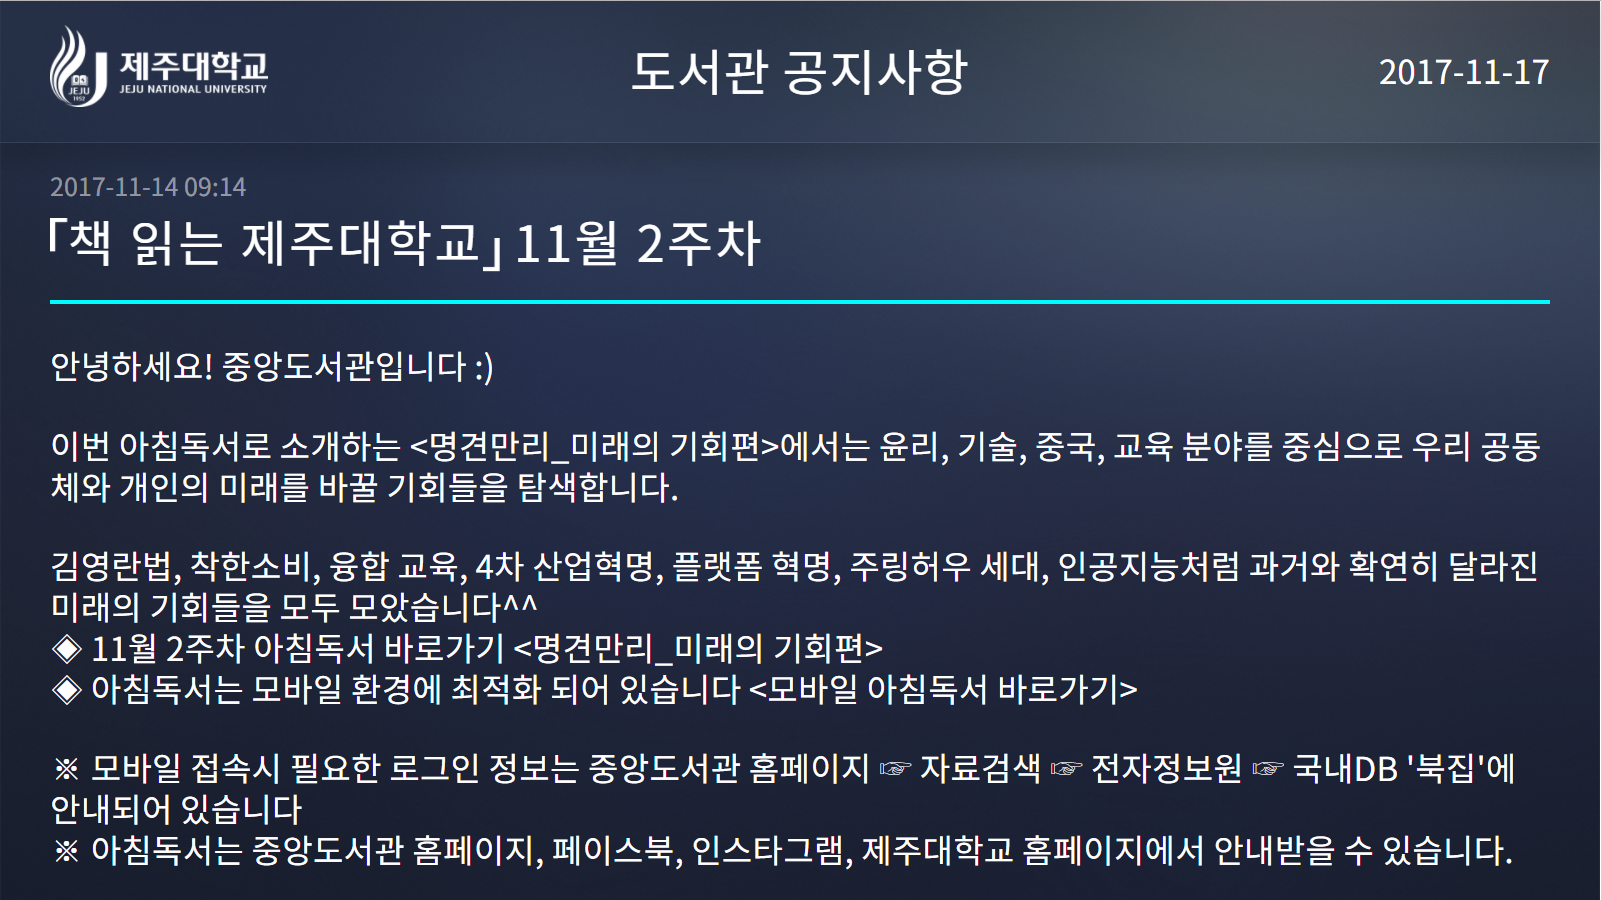 제주대학교
JEJU NATIONAL UNIVERSITY
JEJU
1952
도서관 공지사항
2017-11-17
2017-11-14 09:14
「책 읽는 제주대학교」 11월 2주차
안녕하세요! 중앙도서관입니다 :)
이번 아침독서로 소개하는 <명견만리_미래의 기회편>에서는 윤리, 기술, 중국, 교육 분야를 중심으로 우리 공동
체와 개인의 미래를 바꿀 기회들을 탐색합니다.
김영란법, 착한소비, 융합 교육, 4차 산업혁명, 플랫폼 혁명, 주링허우 세대, 인공지능처럼 과거와 확연히 달라진
미래의 기회들을 모두 모았습니다^^
◈ 11월 2주차 아침독서 바로가기 <명견만리_미래의 기회편>
◈ 아침독서는 모바일 환경에 최적화 되어 있습니다 <모바일 아침독서 바로가기>
※ 모바일 접속시 필요한 로그인 정보는 중앙도서관 홈페이지 ☞ 자료검색 ☞ 전자정보원 ☞ 국내DB '북집'에
안내되어 있습니다
※ 아침독서는 중앙도서관 홈페이지, 페이스북, 인스타그램, 제주대학교 홈페이지에서 안내받을 수 있습니다.